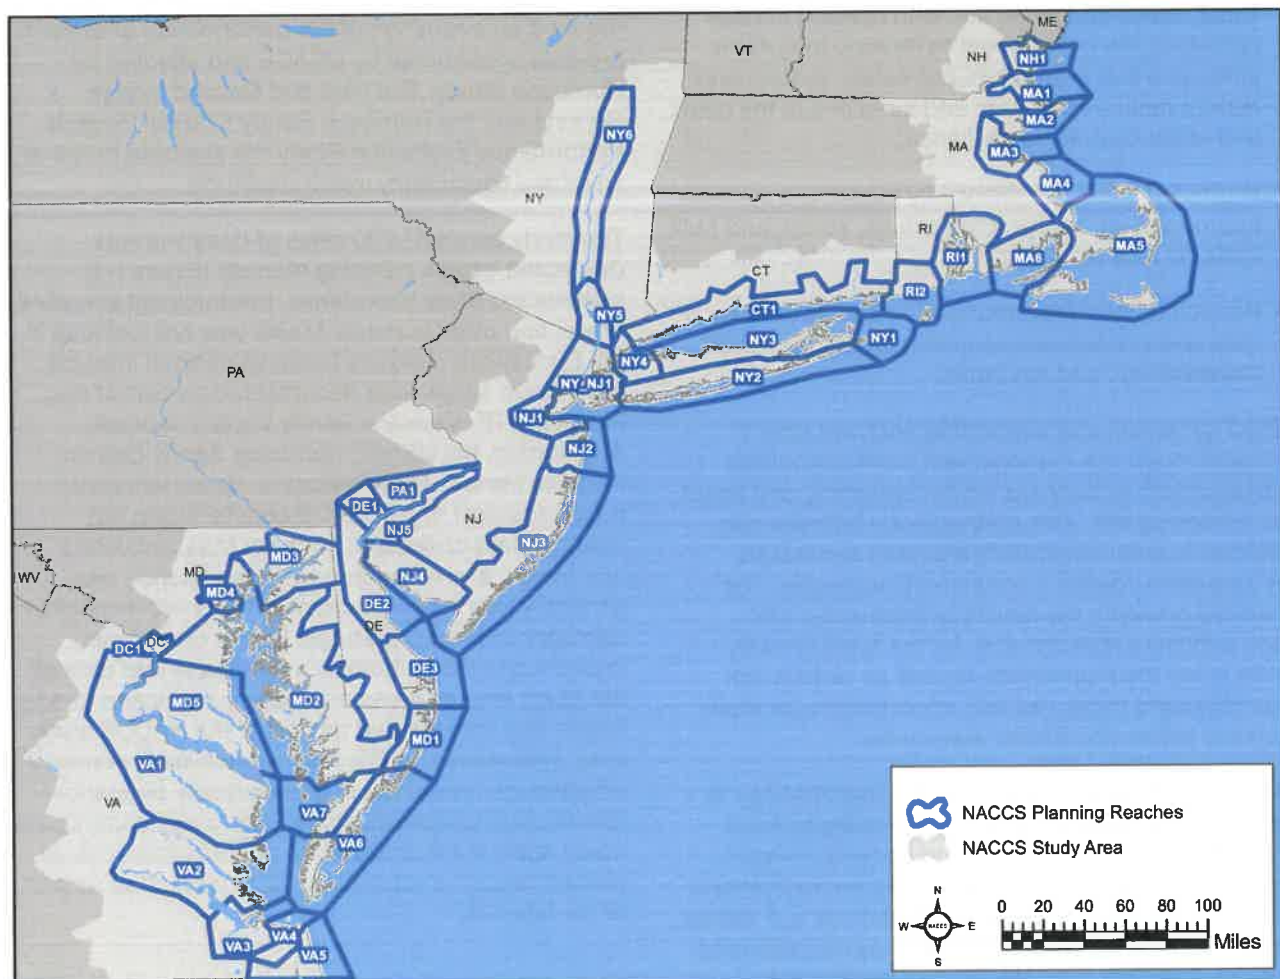 ME
VT
NH
NH1
MA1
MA2
MA
MA3
MA4
NY6
NY
MA5
RI
RI1
MA6
CT
RI2
CT1
NY5
NY3
NY1
NY4
NY2
NY-NJ1
PA
NJ1
NJ2
PA1
DE1
NJ5
NJ
NJ3
MD3
WV
MD
MD4
NJ4
DE2
DE
DC
DC1
DE3
MD5
MD2
MD1
VA1
VA
VA7
VA6
VA2
VA3
VA4
VA5
NACCS Planning Reaches
NACCS Study Area
N
W
NACCS
E
S
0 20 40 60 80 100
Miles